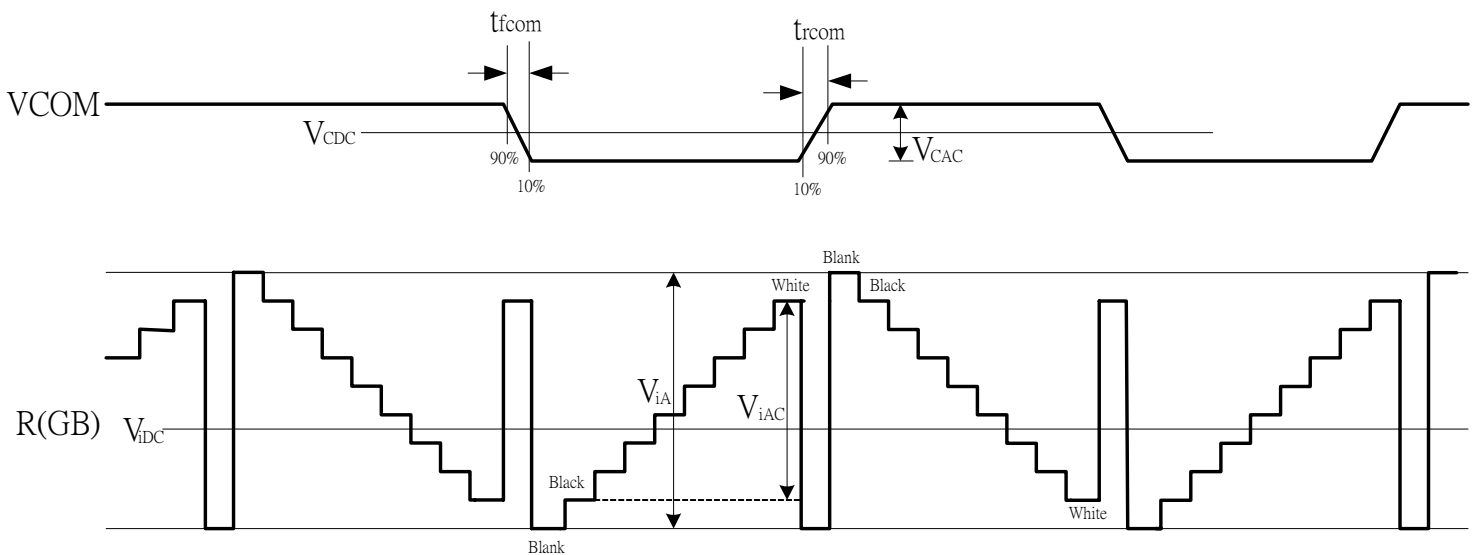 tfcom
trcom
VCOM
VCDC
90%
10%
10%
90%
VCAC
Blank
White
Black
ViA
ViAC
R(GB)
ViDC
Black
White
Blank